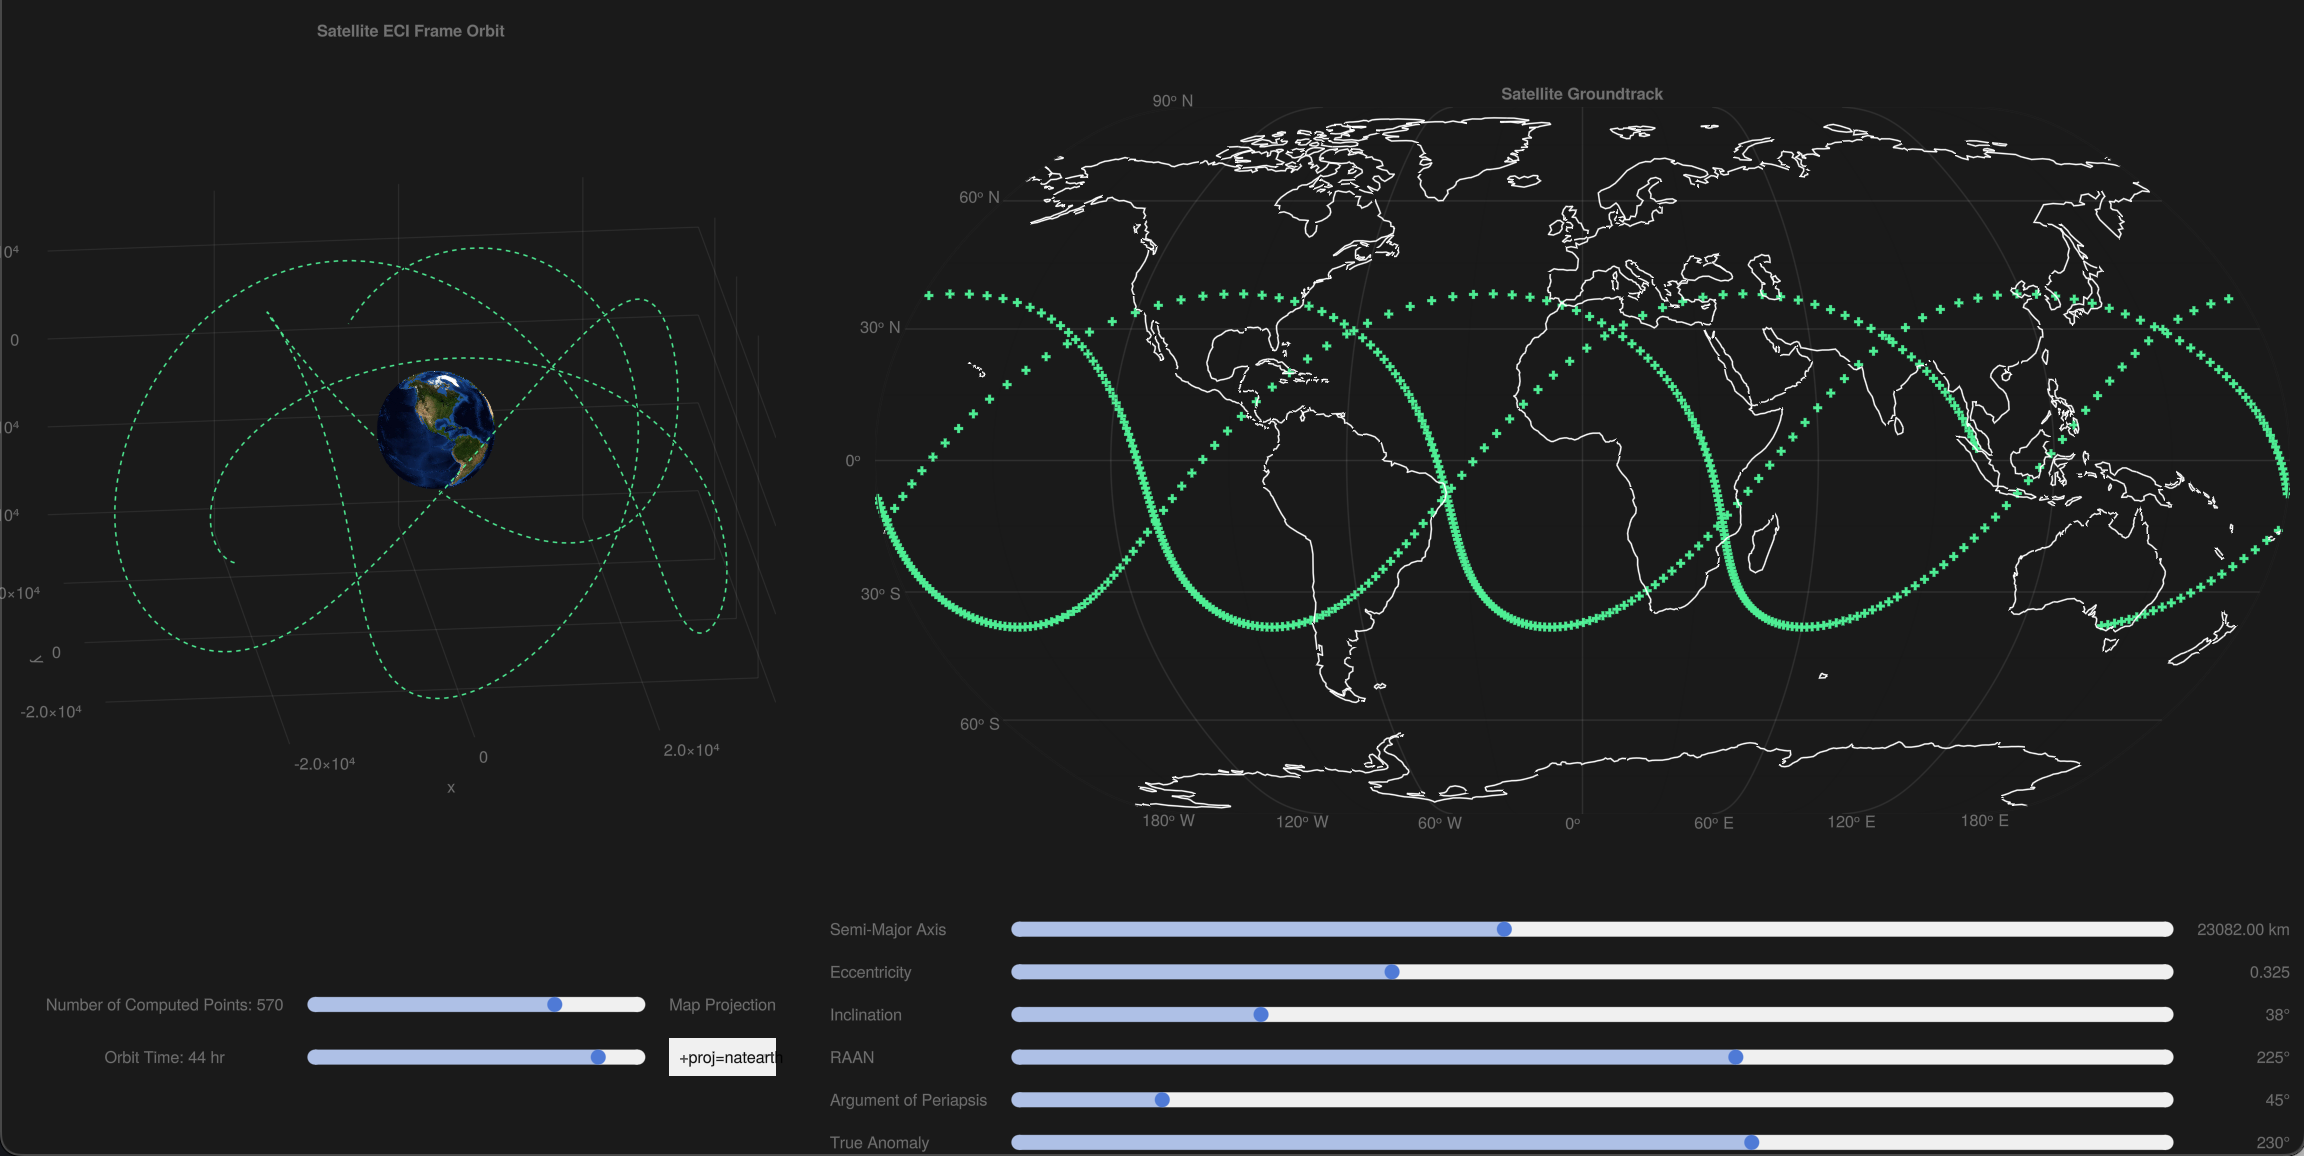 Satellite ECI Frame Orbit
0⁴
0
0⁴
0⁴
0×10⁴
y
0
-2.0×10⁴
-2.0×10⁴
0
2.0×10⁴
x
Satellite Groundtrack
90° N
60° N
30° N
0°
30° S
60° S
180° W 120° W 60° W 0° 60° E 120° E 180° E
Number of Computed Points: 570
Orbit Time: 44 hr
Map Projection
+proj=natearth
Semi-Major Axis 23082.00 km
Eccentricity 0.325
Inclination 38°
RAAN 225°
Argument of Periapsis 45°
True Anomaly 230°